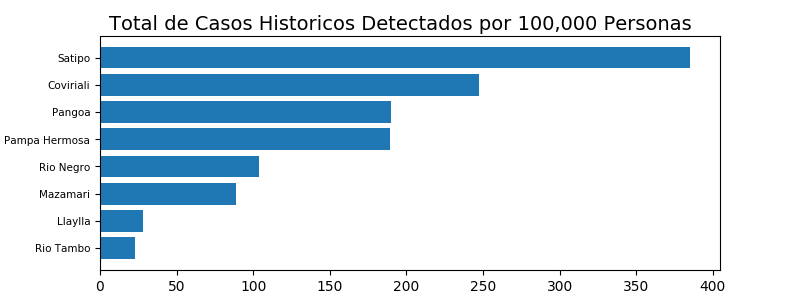 Total de Casos Historicos Detectados por 100,000 Personas
Satipo
Coviriali
Pangoa
Pampa Hermosa
Rio Negro
Mazamari
Llaylla
Rio Tambo
0 50 100 150 200 250 300 350 400